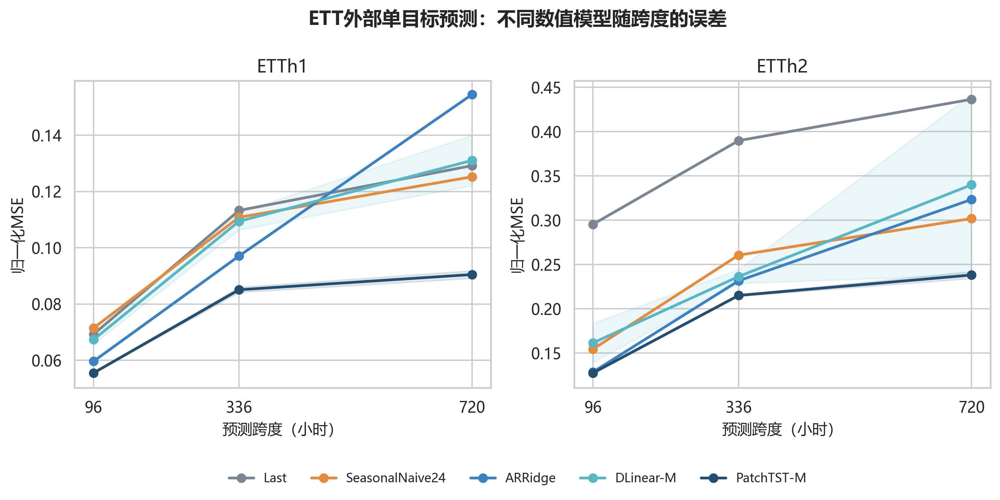 ETT外部单目标预测：不同数值模型随跨度的误差
ETTh1
归一化MSE
0.14
0.12
0.10
0.08
0.06
96 336 720
预测跨度（小时）
ETTh2
归一化MSE
0.45
0.40
0.35
0.30
0.25
0.20
0.15
96 336 720
预测跨度（小时）
Last SeasonalNaive24 ARRidge DLinear-M PatchTST-M